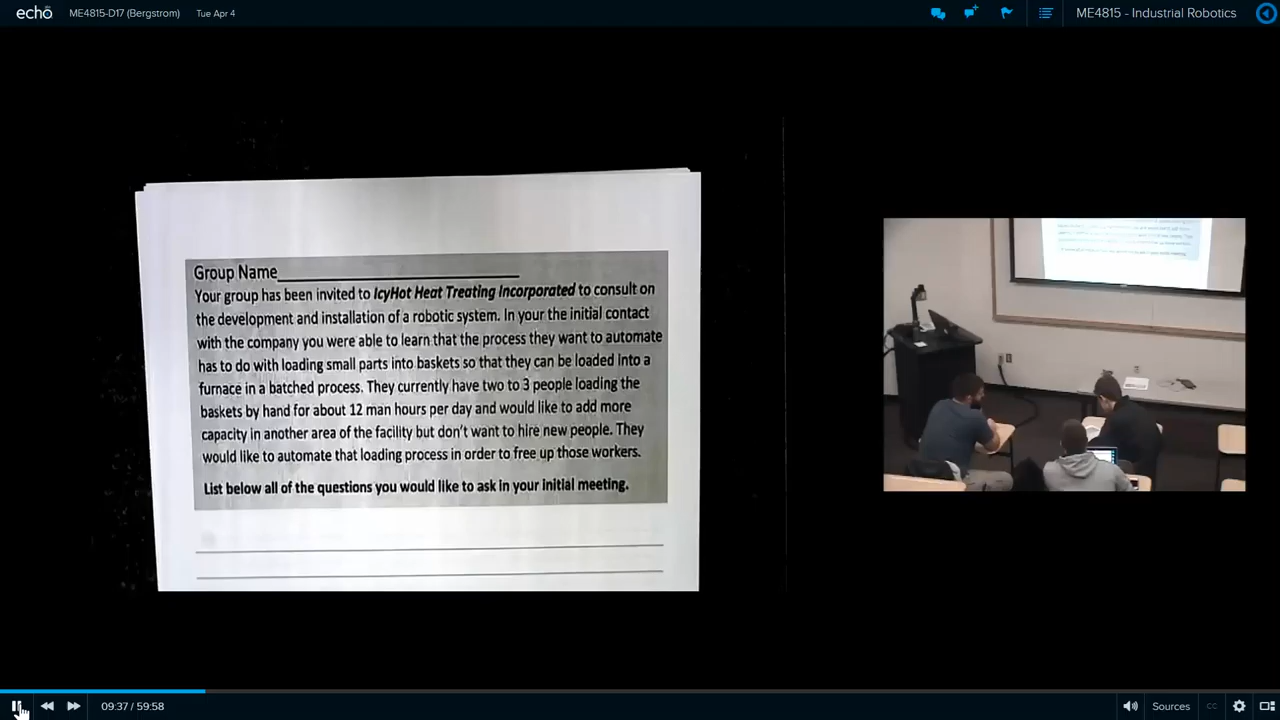 echo
ME4815-D17 (Bergstrom)
Tue Apr 4
ME4815 - Industrial Robotics
Group Name
Your group has been invited to IcyHot Heat Treating Incorporated to consult on
the development and installation of a robotic system. In your the initial contact
with the company you were able to learn that the process they want to automate
has to do with loading small parts into baskets so that they can be loaded into a
furnace in a batched process. They currently have two to 3 people loading the
baskets by hand for about 12 man hours per day and would like to add more
capacity in another area of the facility but don't want to hire new people. They
would like to automate that loading process in order to free up those workers.
List below all of the questions you would like to ask in your initial meeting.
09:37 / 59:58
Sources
CC